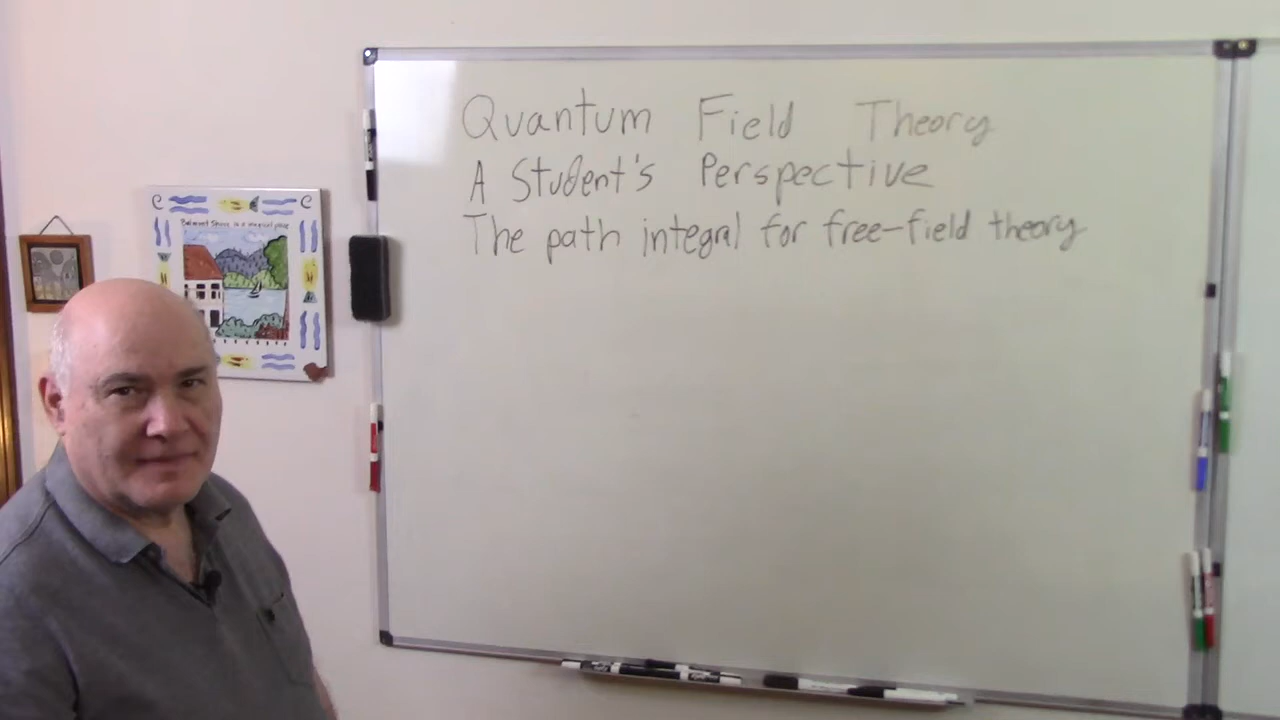 Quantum Field Theory
A Student's Perspective
The path integral for free-field theory